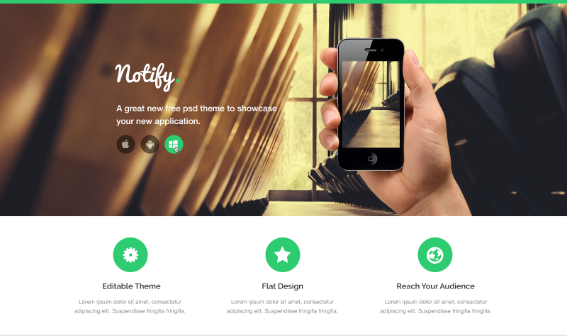 Notify.
A great new free psd theme to showcase
your new application.
Editable Theme
Flat Design
Reach Your Audience
Lorem ipsum dolor sit amet, consectetur
adipiscing elit. Suspendisse fringilla fringilla.
Lorem ipsum dolor sit amet, consectetur
adipiscing elit. Suspendisse fringilla fringilla.
Lorem ipsum dolor sit amet, consectetur
adipiscing elit. Suspendisse fringilla fringilla.